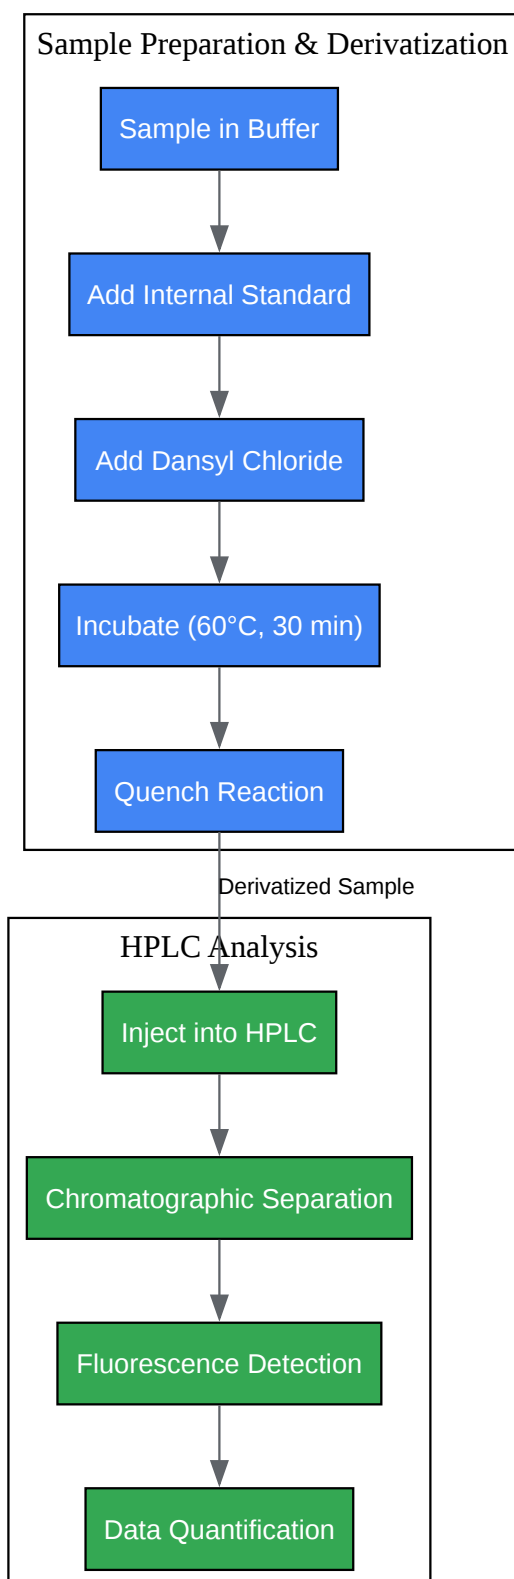 Sample Preparation & Derivatization
Sample in Buffer
Add Internal Standard
Add Dansyl Chloride
Incubate (60°C, 30 min)
Quench Reaction
Derivatized Sample
HPLC Analysis
Inject into HPLC
Chromatographic Separation
Fluorescence Detection
Data Quantification